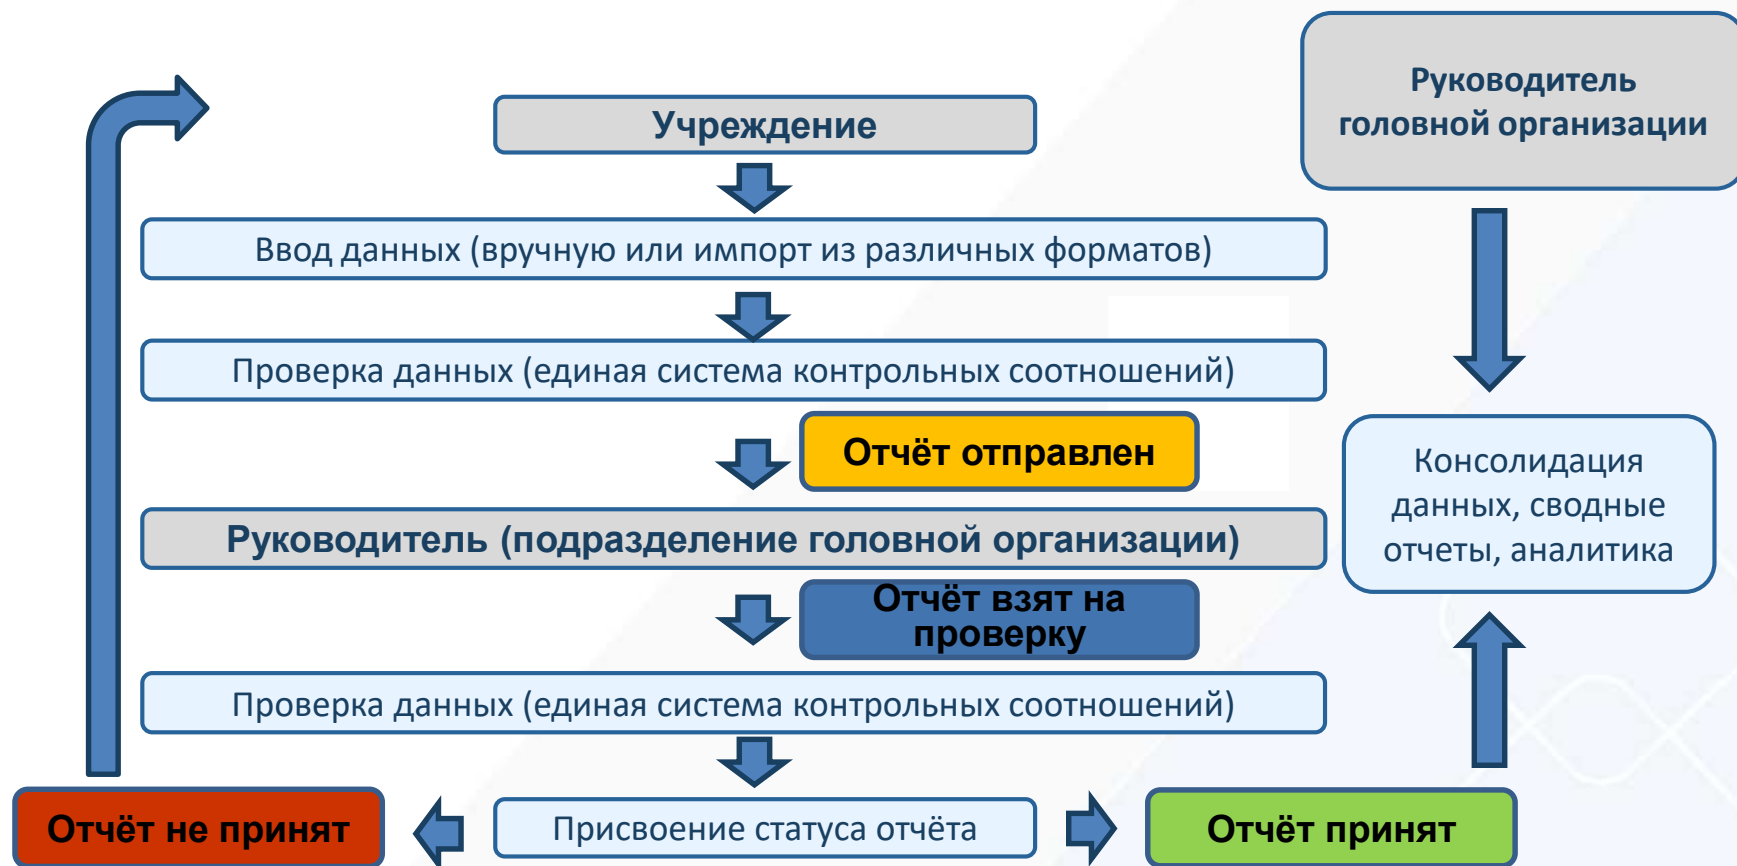 Руководитель
головной организации
Учреждение
Ввод данных (вручную или импорт из различных форматов)
Проверка данных (единая система контрольных соотношений)
Отчёт отправлен
Консолидация
данных, сводные
отчеты, аналитика
Руководитель (подразделение головной организации)
Отчёт взят на
проверку
Проверка данных (единая система контрольных соотношений)
Отчёт не принят
Присвоение статуса отчёта
Отчёт принят